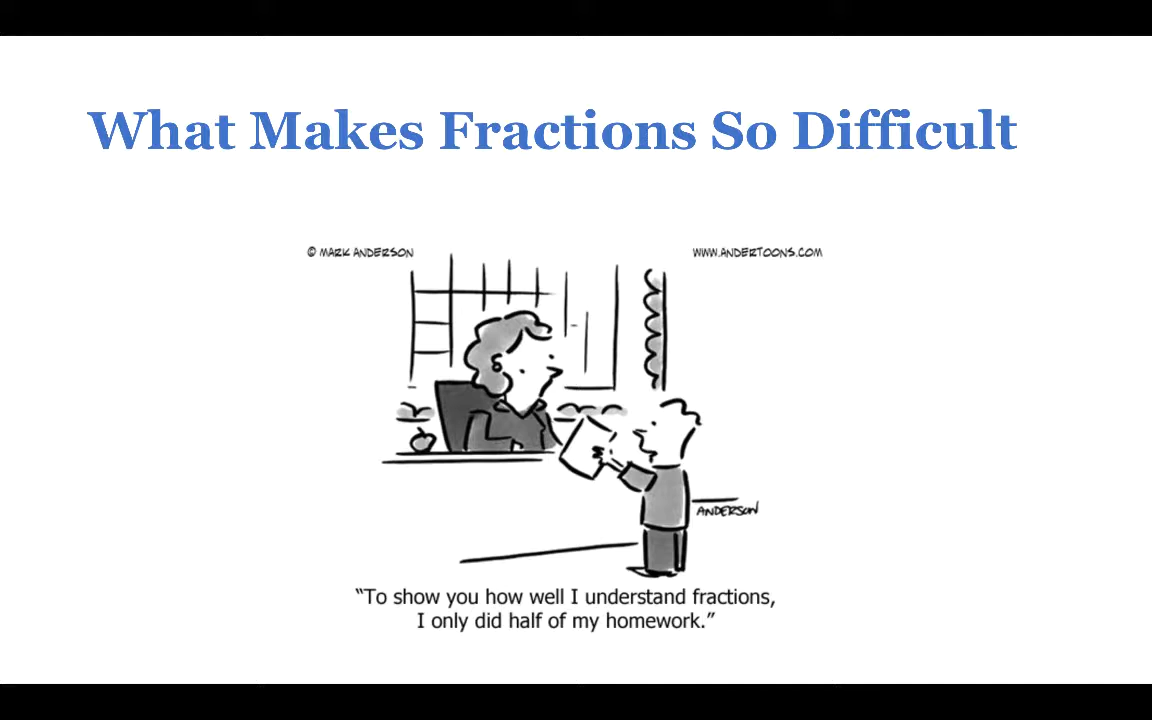 What Makes Fractions So Difficult
© MARK ANDERSON
WWW.ANDERTOONS.COM
ANDERSON
“To show you how well I understand fractions,
I only did half of my homework.”